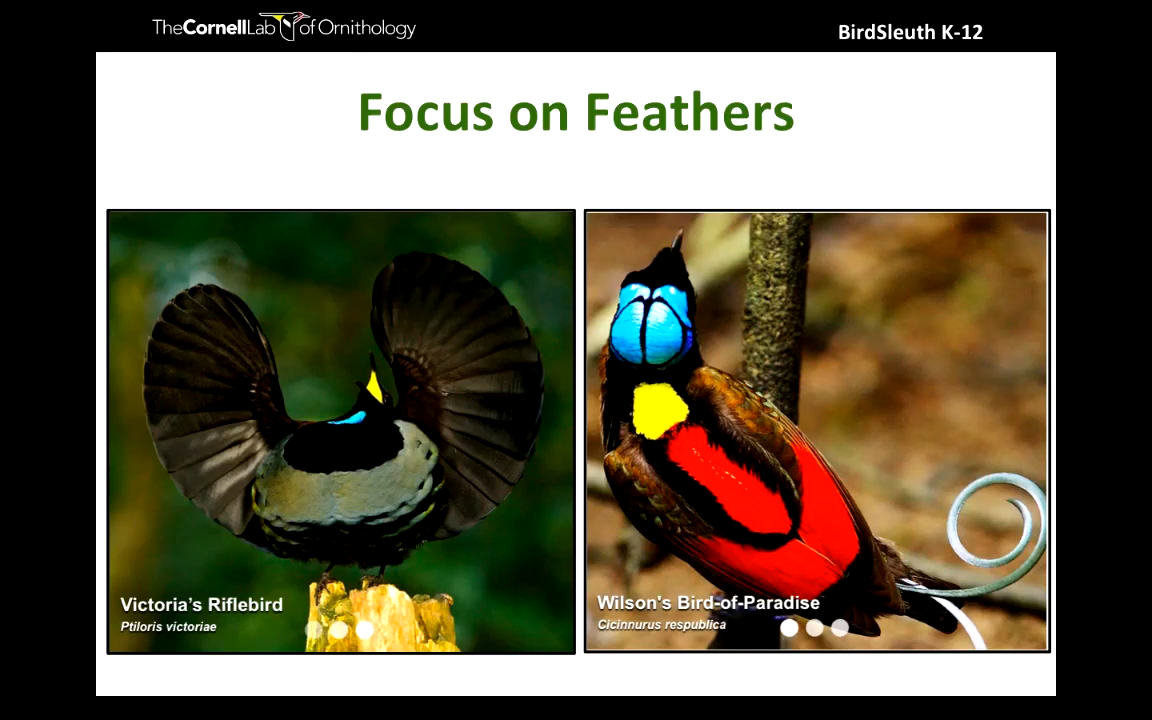 TheCornellLab of Ornithology
BirdSleuth K-12
Focus on Feathers
Victoria's Riflebird
Ptiloris victoriae
Wilson's Bird-of-Paradise
Cicinnurus respublica